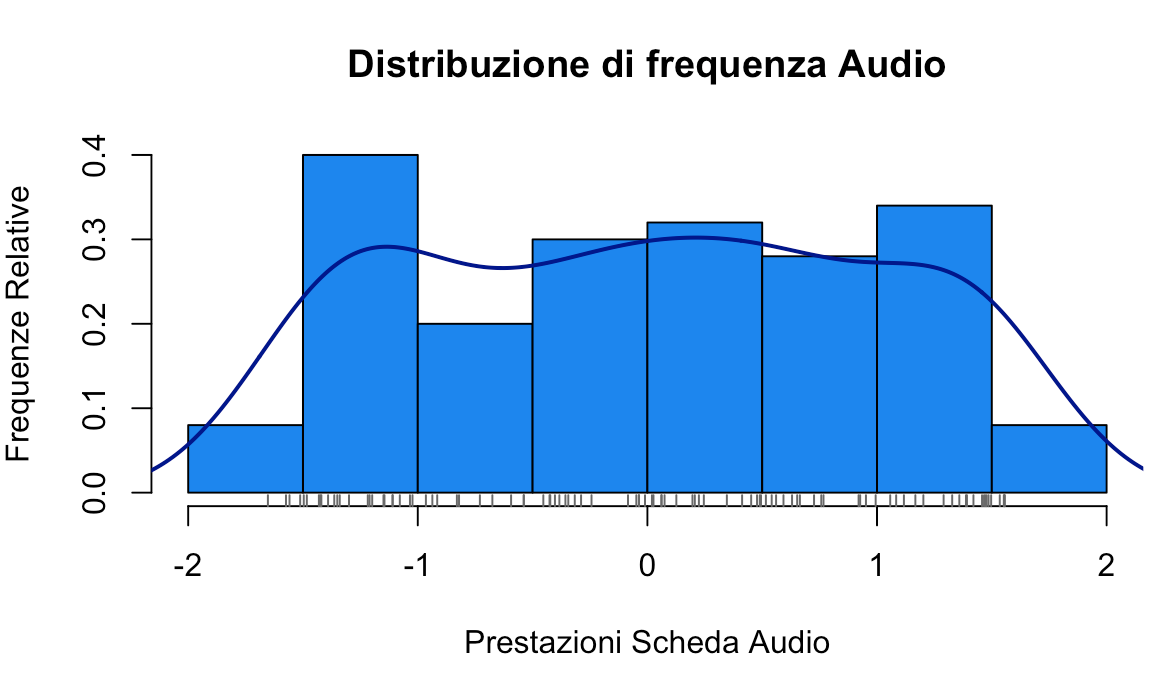 Distribuzione di frequenza Audio
Frequenze Relative
0.4
0.3
0.2
0.1
0.0
-2 -1 0 1 2
Prestazioni Scheda Audio